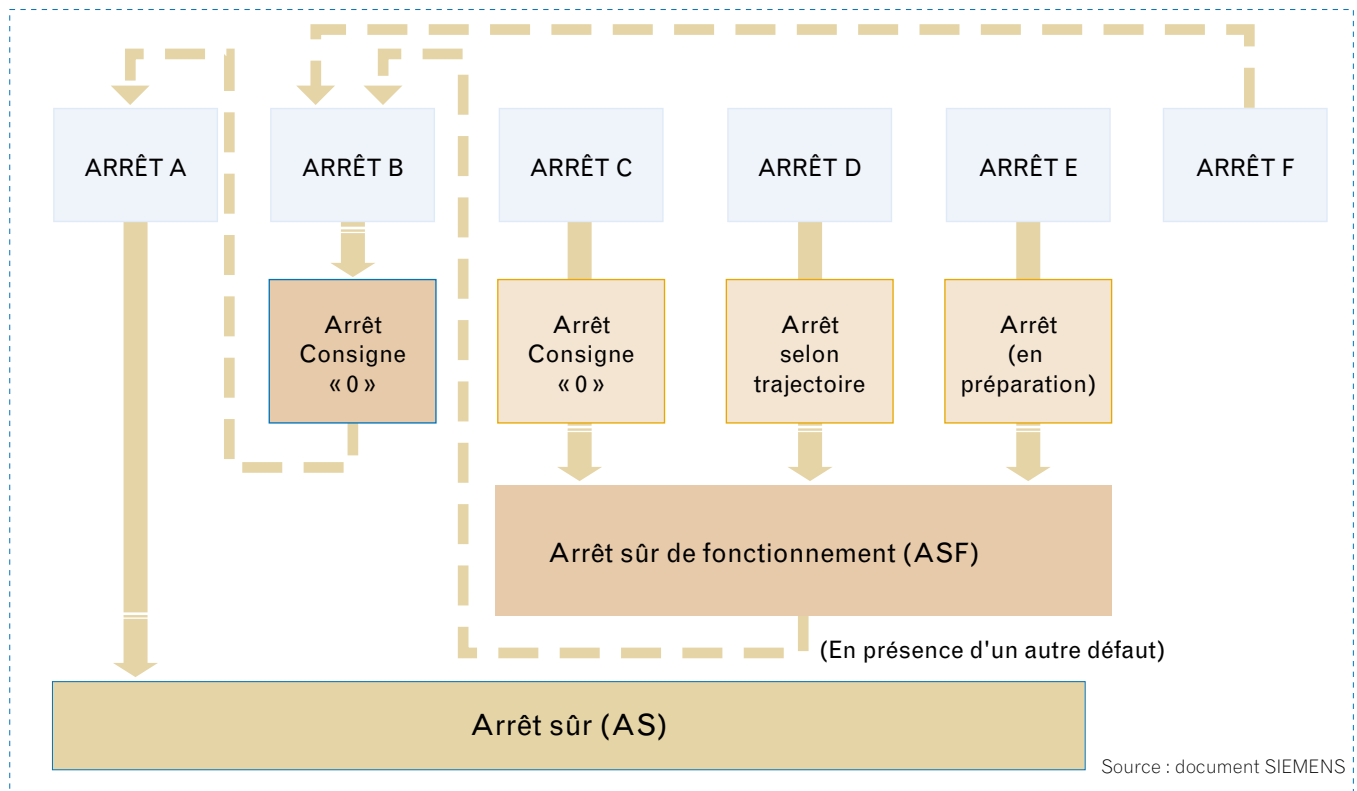 ARRÊT A
ARRÊT B
ARRÊT C
ARRÊT D
ARRÊT E
ARRÊT F
Arrêt
Consigne
« 0 »
Arrêt
Consigne
« 0 »
Arrêt
selon
trajectoire
Arrêt
(en
préparation)
Arrêt sûr de fonctionnement (ASF)
(En présence d'un autre défaut)
Arrêt sûr (AS)
Source : document SIEMENS